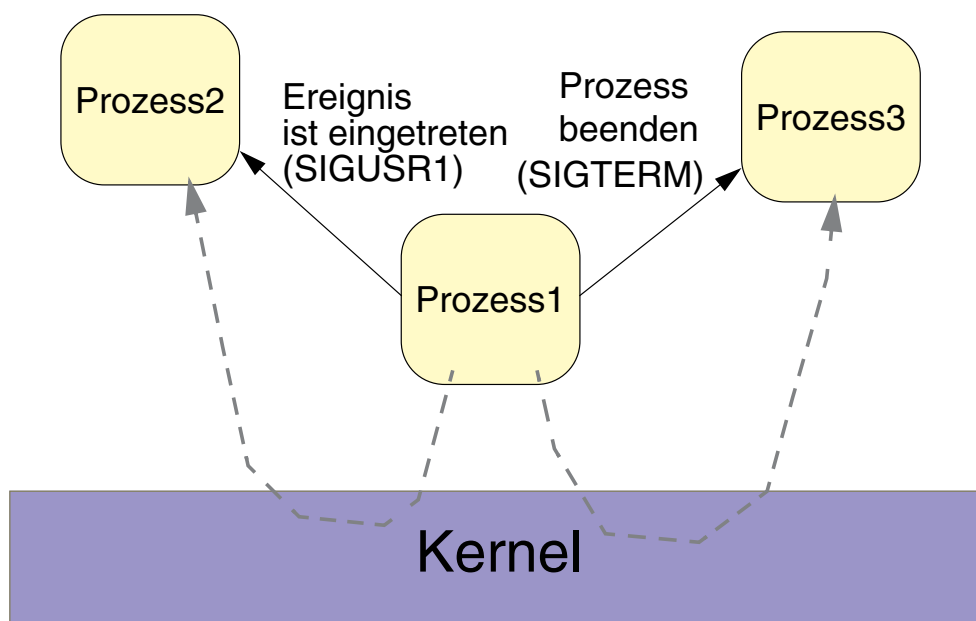 Prozess2
Ereignis
ist eingetreten
(SIGUSR1)
Prozess
beenden
(SIGTERM)
Prozess3
Prozess1
Kernel